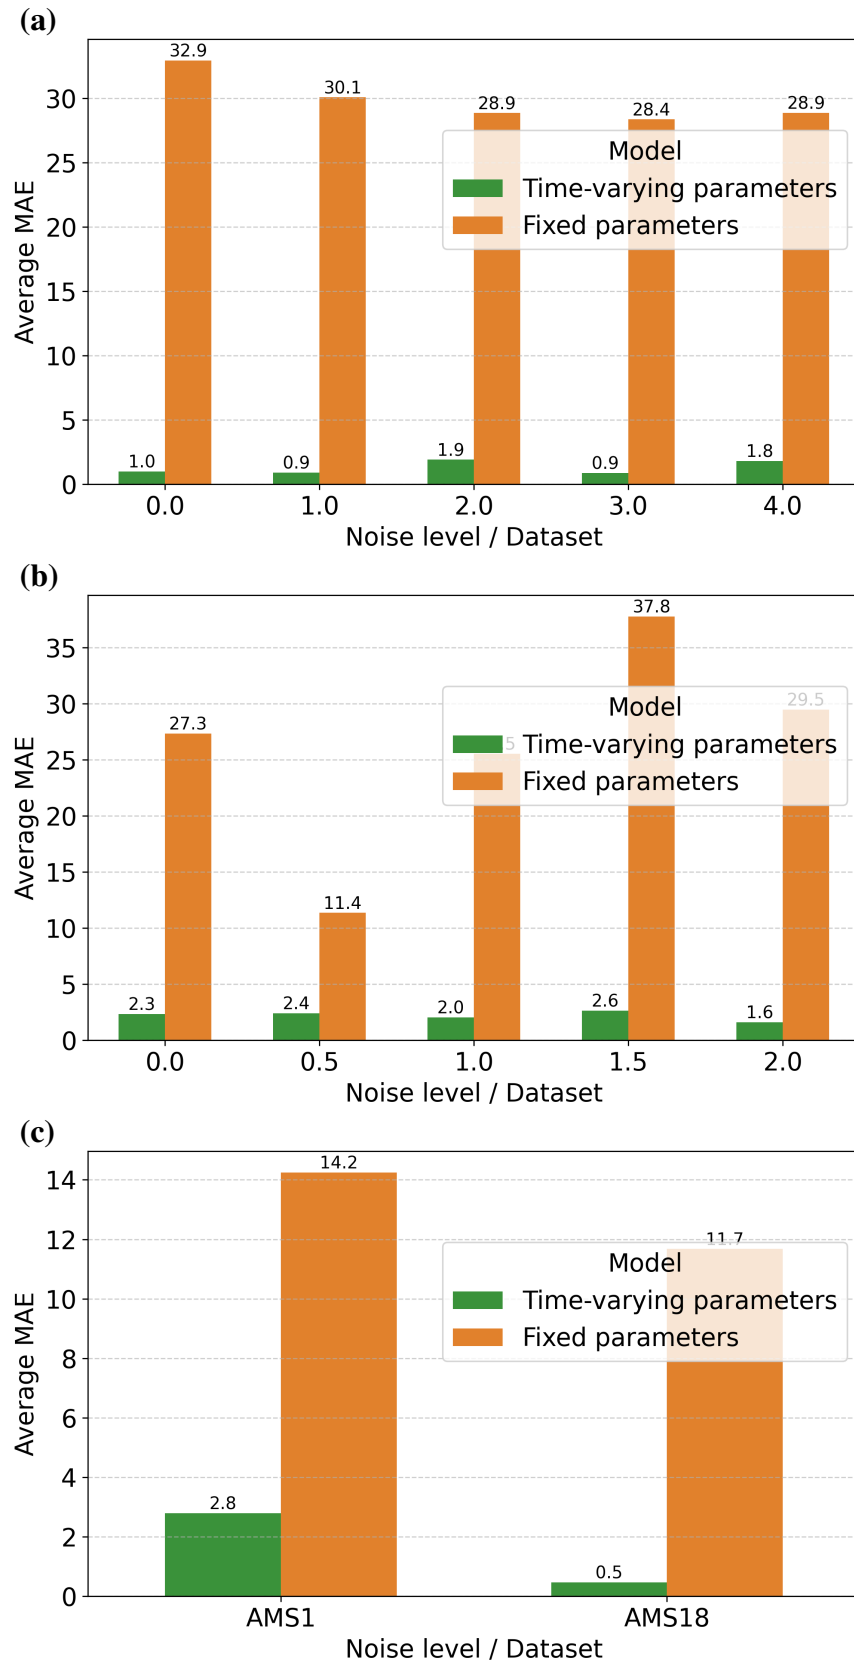 (a)
32.9
30.1
28.9
28.4
28.9
30
25
20
15
10
5
0
Average MAE
Model
Time-varying parameters
Fixed parameters
1.0
0.9
1.9
0.9
1.8
0.0
1.0
2.0
3.0
4.0
Noise level / Dataset
(b)
37.8
29.5
27.3
11.4
35
30
25
20
15
10
5
0
Average MAE
Model
Time-varying parameters
Fixed parameters
2.3
2.4
2.0
2.6
1.6
0.0
0.5
1.0
1.5
2.0
Noise level / Dataset
(c)
14.2
11.7
14
12
10
8
6
4
2
0
Average MAE
Model
Time-varying parameters
Fixed parameters
2.8
0.5
AMS1
AMS18
Noise level / Dataset